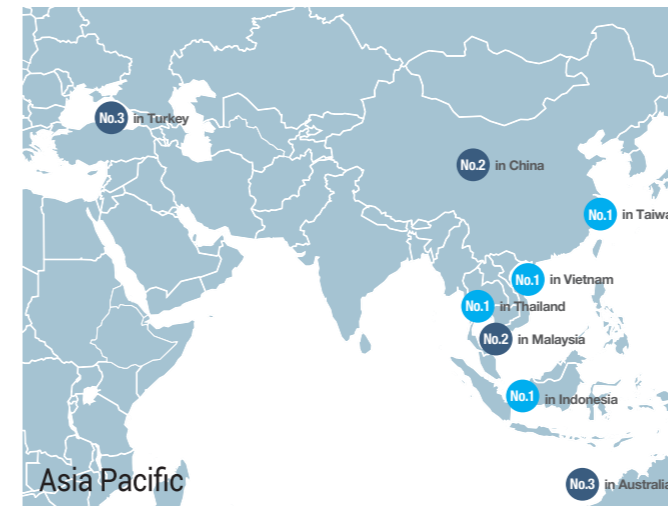 No.3 in Turkey
No.2 in China
No.1 in Taiwa
No.1 in Vietnam
No.1 in Thailand
No.2 in Malaysia
No.1 in Indonesia
Asia Pacific
No.3 in Australia